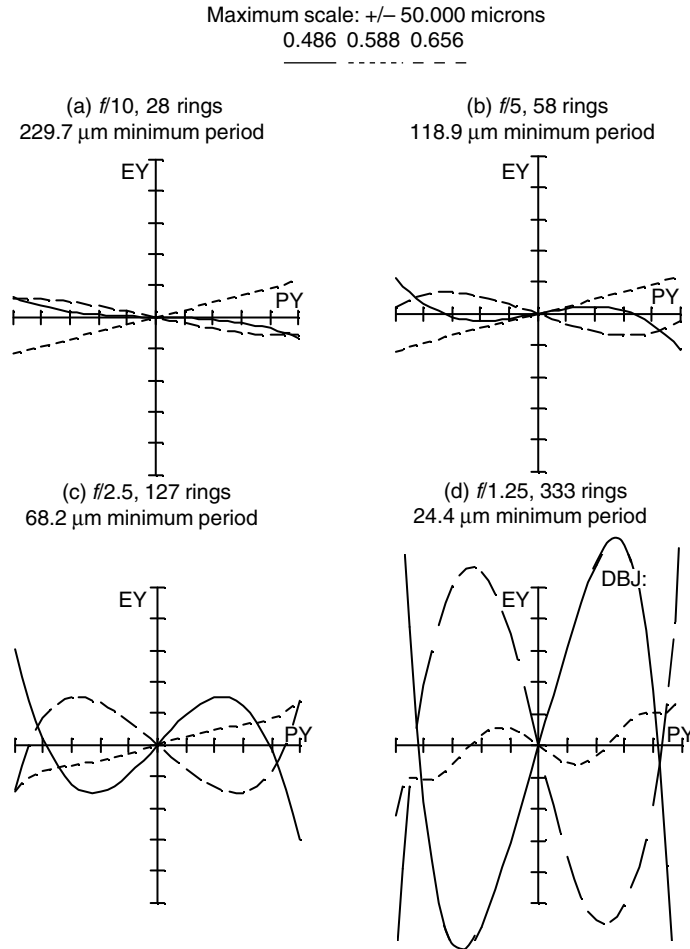 Maximum scale: +/– 50.000 microns
0.486 0.588 0.656
(a) f/10, 28 rings
229.7 µm minimum period
EY
PY
(b) f/5, 58 rings
118.9 µm minimum period
EY
PY
(c) f/2.5, 127 rings
68.2 µm minimum period
EY
PY
(d) f/1.25, 333 rings
24.4 µm minimum period
EY
DBJ:
PY